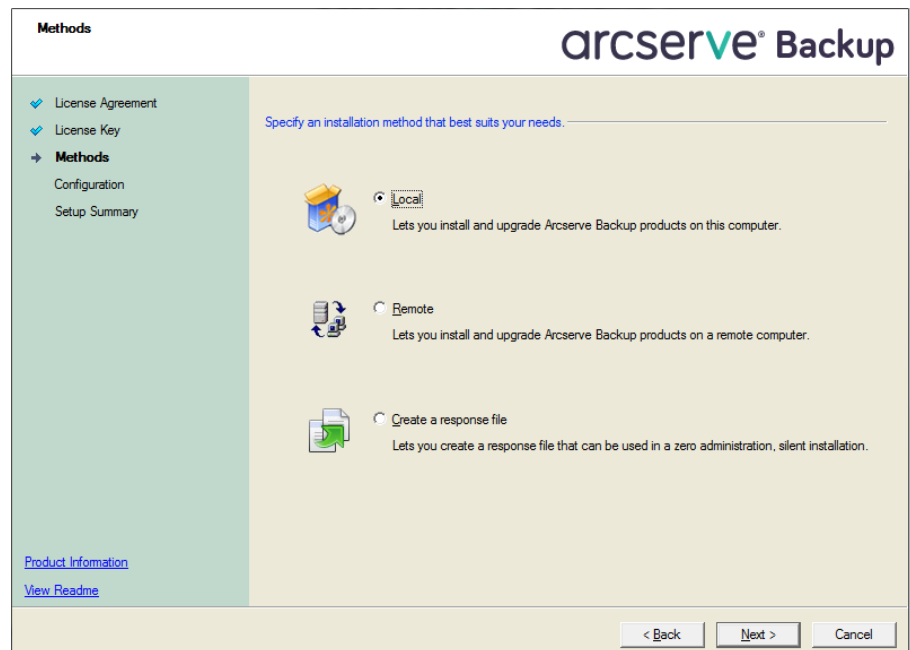 Methods
arcserve® Backup
License Agreement
License Key
Methods
Configuration
Setup Summary
Product Information
View Readme
Specify an installation method that best suits your needs.
Local
Lets you install and upgrade Arcserve Backup products on this computer.
Remote
Lets you install and upgrade Arcserve Backup products on a remote computer.
Create a response file
Lets you create a response file that can be used in a zero administration, silent installation.
< Back
Next >
Cancel